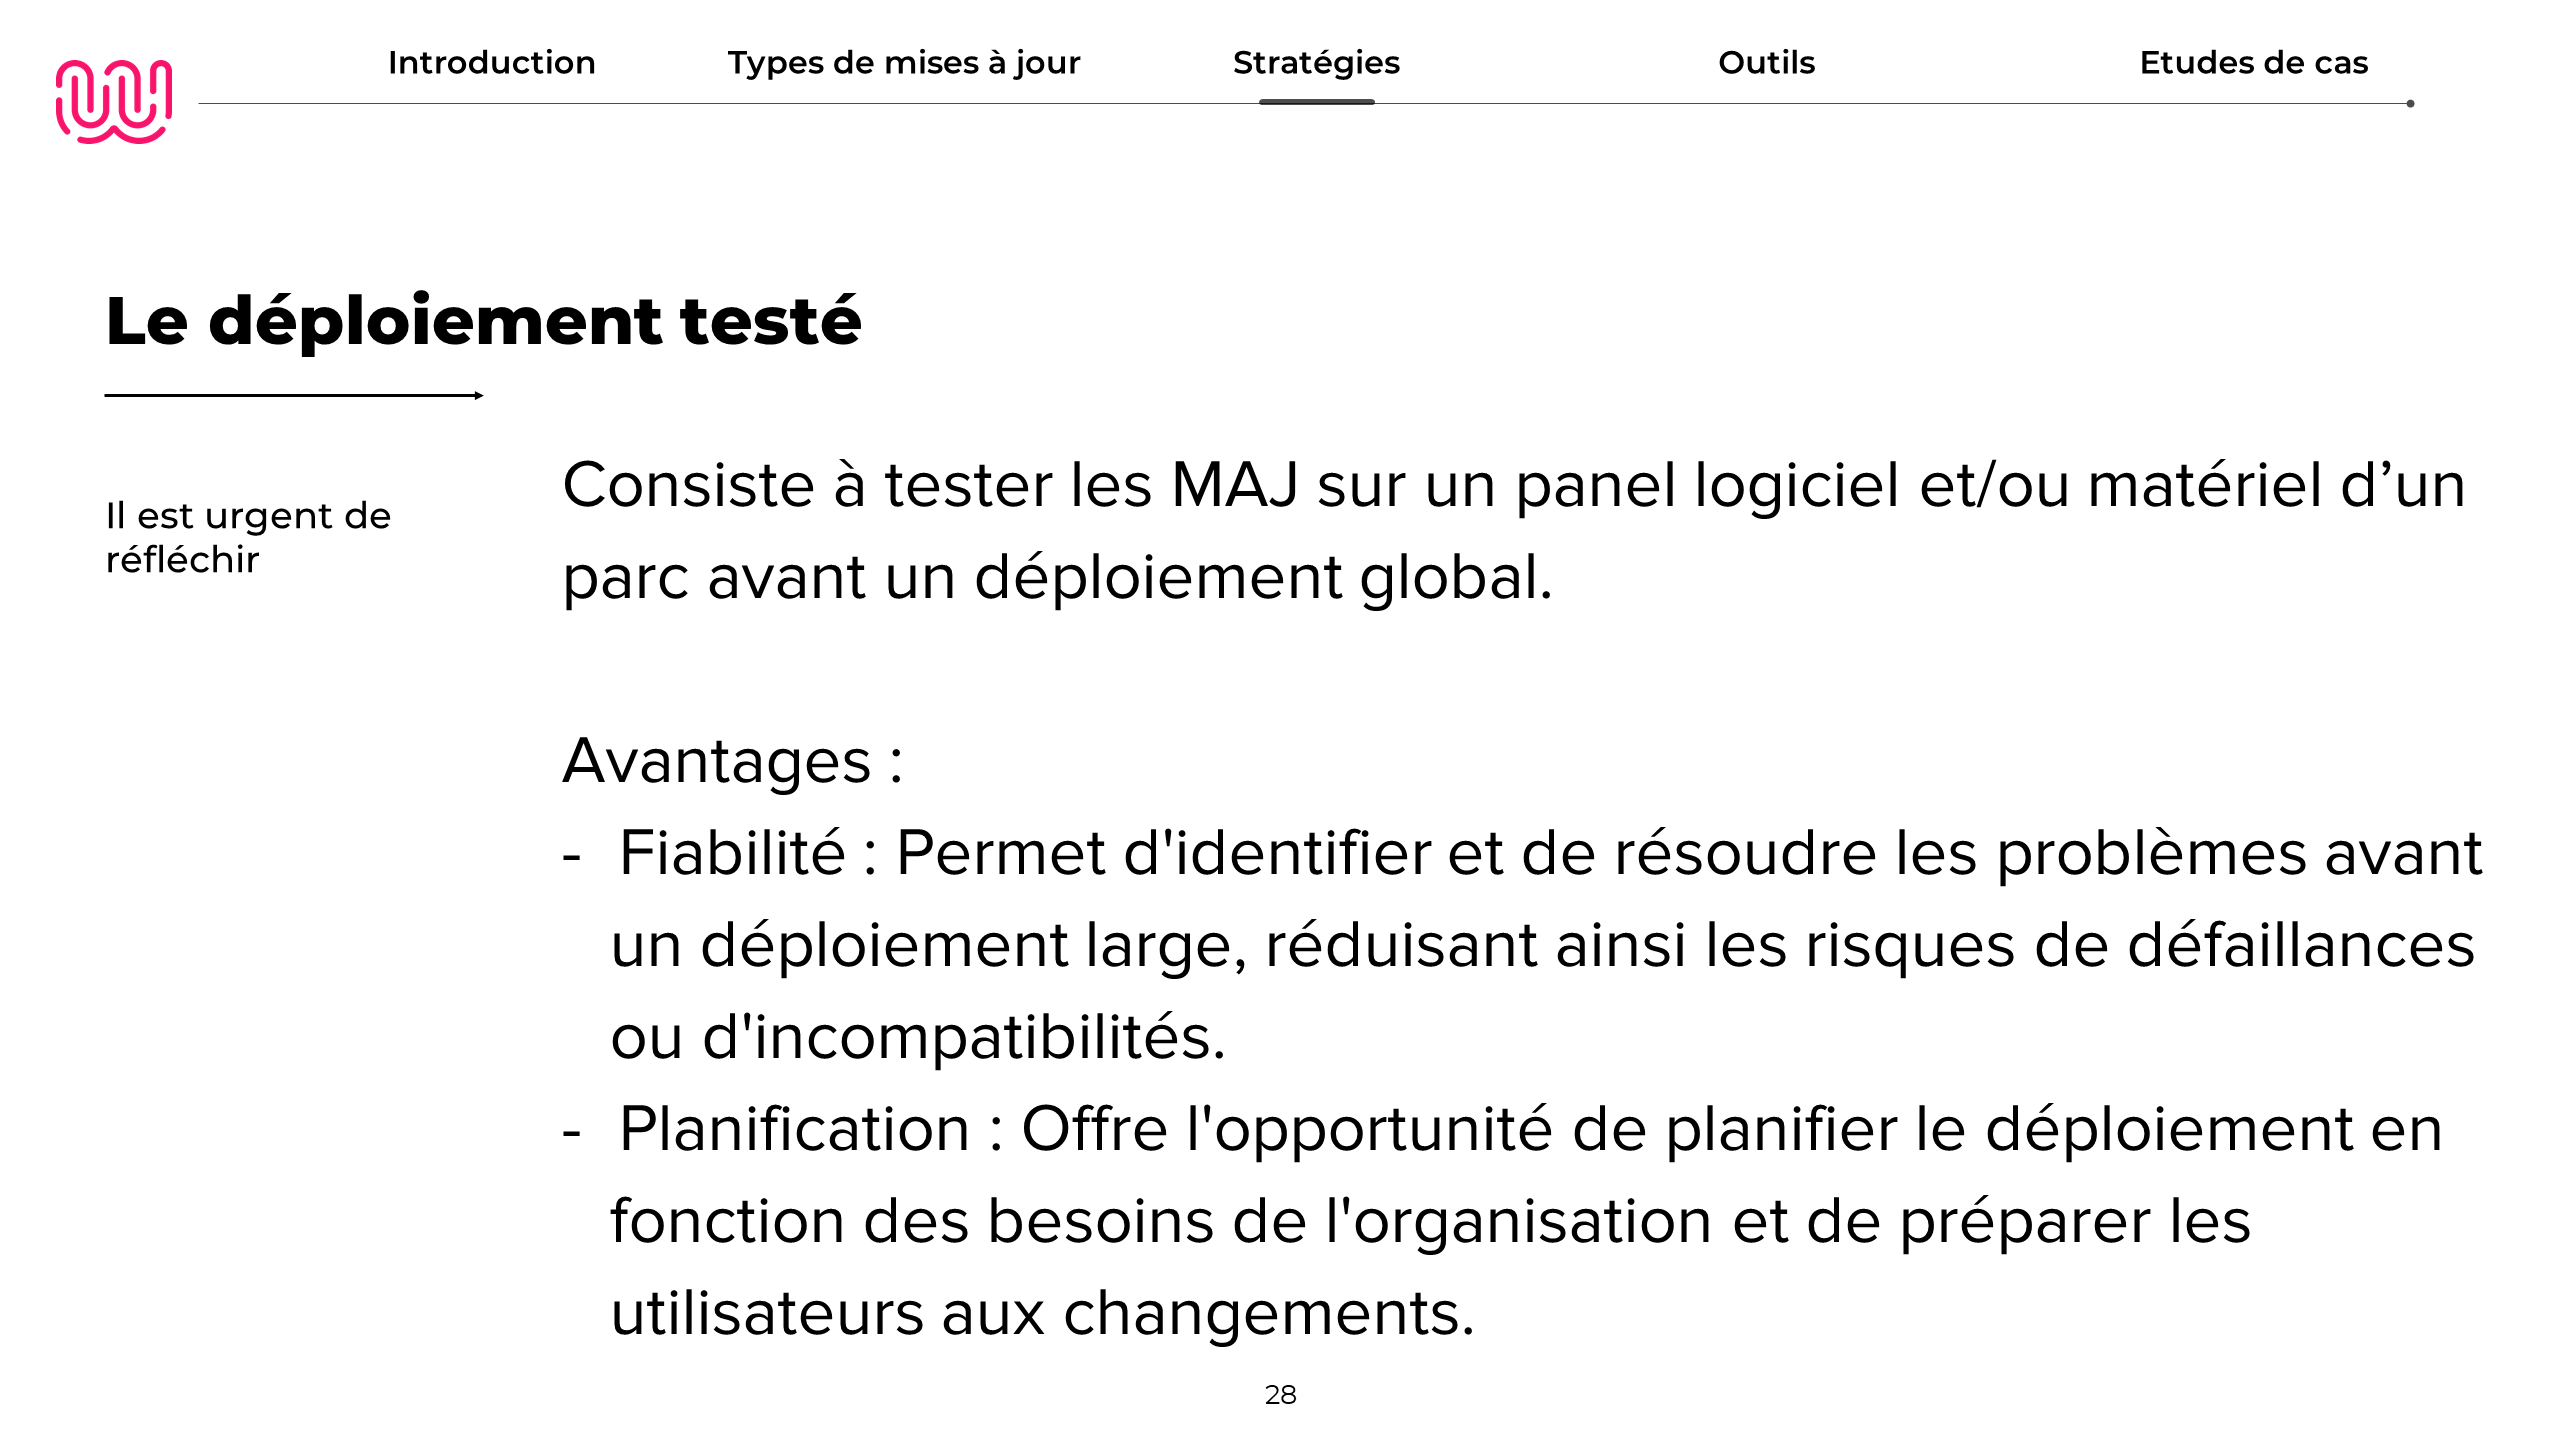 Introduction
Types de mises à jour
Stratégies
Outils
Etudes de cas
Le déploiement testé
Il est urgent de
réfléchir
Consiste à tester les MAJ sur un panel logiciel et/ou matériel d’un
parc avant un déploiement global.
Avantages :
- Fiabilité : Permet d'identifier et de résoudre les problèmes avant
un déploiement large, réduisant ainsi les risques de défaillances
ou d'incompatibilités.
- Planification : Offre l'opportunité de planifier le déploiement en
fonction des besoins de l'organisation et de préparer les
utilisateurs aux changements.
28